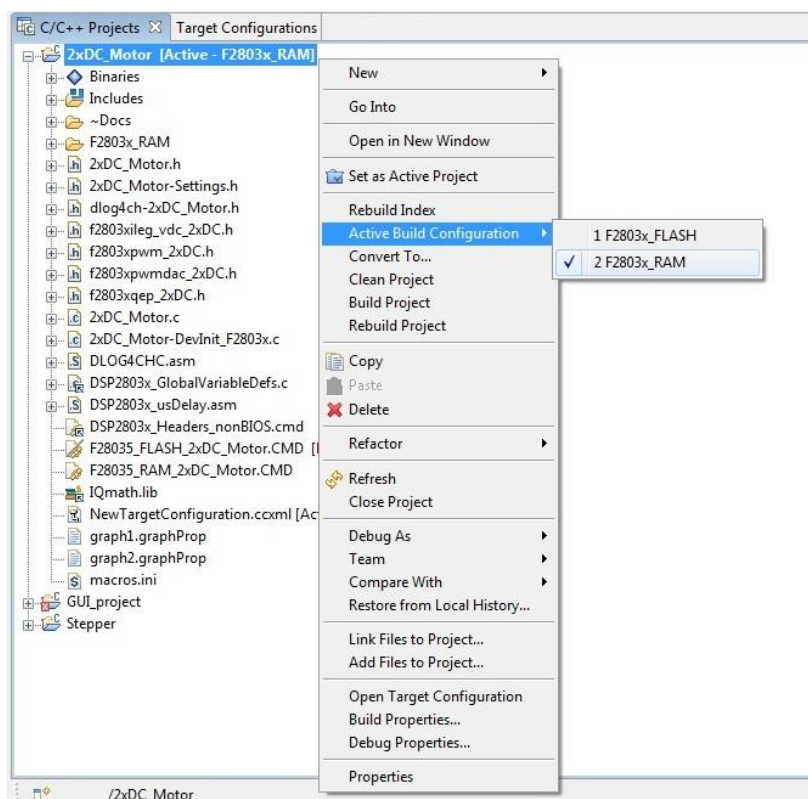 C/C++ Projects Target Configurations
2xDC_Motor [Active - F2803x_RAM]
Binaries
Includes
~Docs
F2803x_RAM
2xDC_Motor.h
2xDC_Motor-Settings.h
dlog4ch-2xDC_Motor.h
f2803xileg_vdc_2xDC.h
f2803xpwm_2xDC.h
f2803xpwmdac_2xDC.h
f2803xqep_2xDC.h
2xDC_Motor.c
2xDC_Motor-DevInit_F2803x.c
DLOG4CHC.asm
DSP2803x_GlobalVariableDefs.c
DSP2803x_usDelay.asm
DSP2803x_Headers_nonBIOS.cmd
F28035_FLASH_2xDC_Motor.CMD [
F28035_RAM_2xDC_Motor.CMD
IQmath.lib
NewTargetConfiguration.ccxml [Ac
graph1.graphProp
graph2.graphProp
macros.ini
GUI_project
Stepper
/2xDC_Motor
New
Go Into
Open in New Window
Set as Active Project
Rebuild Index
Active Build Configuration
Convert To...
Clean Project
Build Project
Rebuild Project
Copy
Paste
Delete
Refactor
Refresh
Close Project
Debug As
Team
Compare With
Restore from Local History...
Link Files to Project...
Add Files to Project...
Open Target Configuration
Build Properties...
Debug Properties...
Properties
1 F2803x_FLASH
2 F2803x_RAM